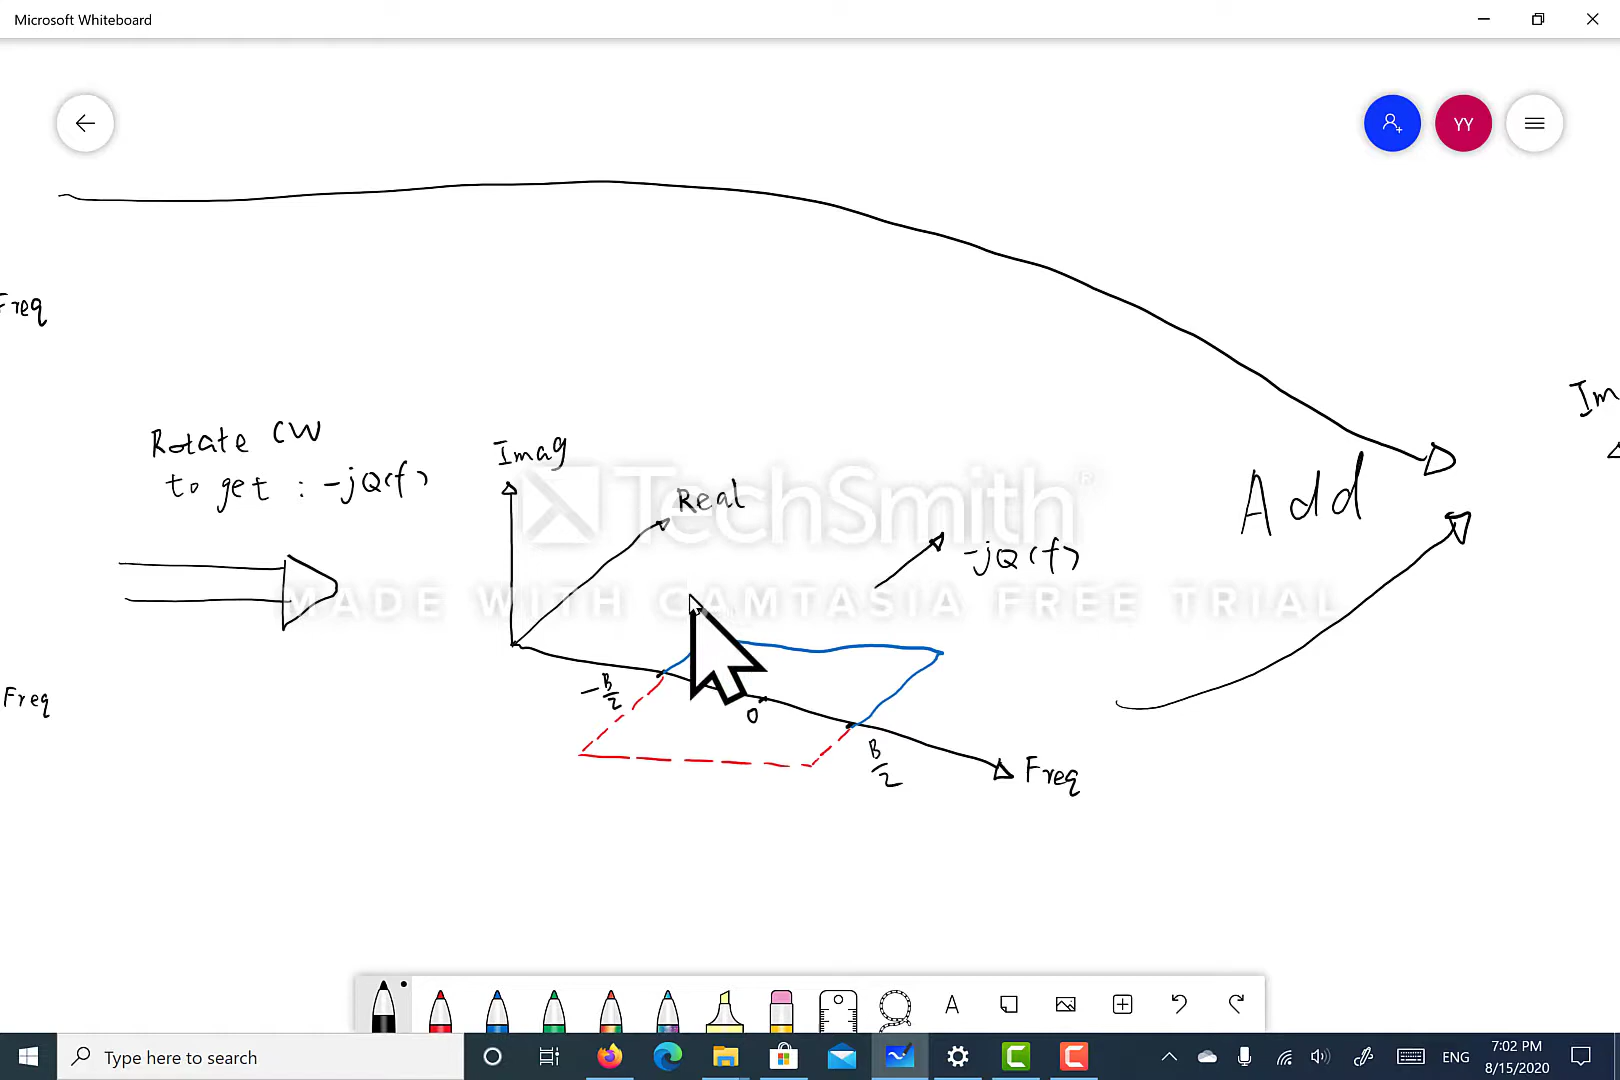 Microsoft Whiteboard
YY
Freq
Rotate CW
to get : -jQ(f)
Imag
Real
TechSmith®
-jQ(f)
MADE WITH CAMTASIA FREE TRIAL
Add
Im
-B/2
0
B/2
Freq
Freq
A
Type here to search
ENG
7:02 PM
8/15/2020